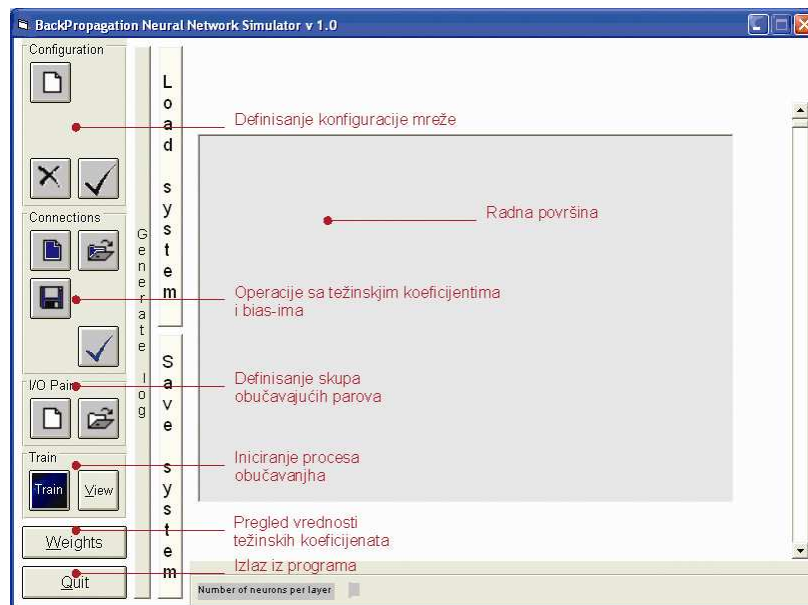 BackPropagation Neural Network Simulator v 1.0
Configuration
Definisanje konfiguracije mreže
Connections
Radna površina
Operacije sa težinskjim koeficijentima
i bias-ima
I/O Pairs
Definisanje skupa
obučavajućih parova
Train
Train
View
Iniciranje procesa
obučavanjha
Weights
Pregled vrednosti
težinskih koeficijenata
Quit
Izlaz iz programa
Generate log
Load system
Save system
Number of neurons per layer